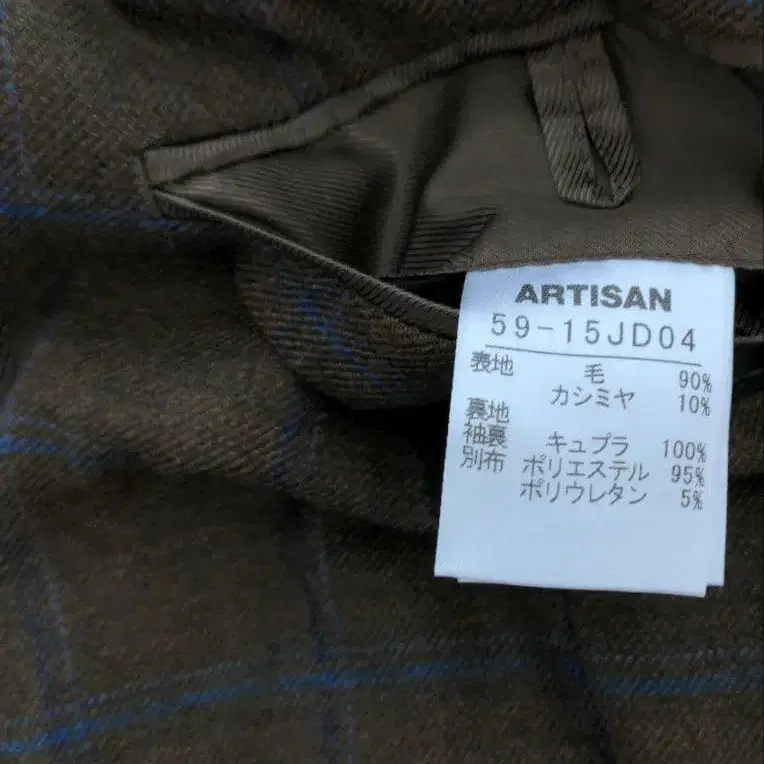 ARTISAN
59-15JD04
表地 毛 90%
カシミヤ 10%
裏地
袖裏 キュプラ 100%
別布 ポリエステル 95%
ポリウレタン 5%